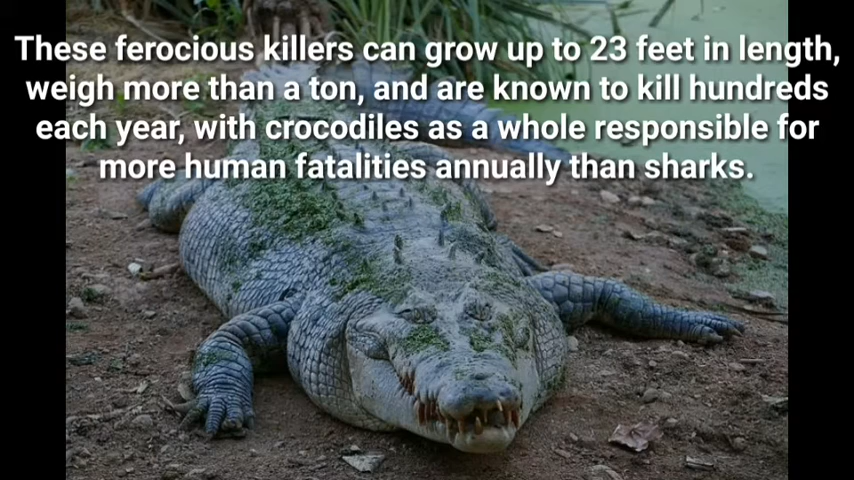 These ferocious killers can grow up to 23 feet in length,
weigh more than a ton, and are known to kill hundreds
each year, with crocodiles as a whole responsible for
more human fatalities annually than sharks.